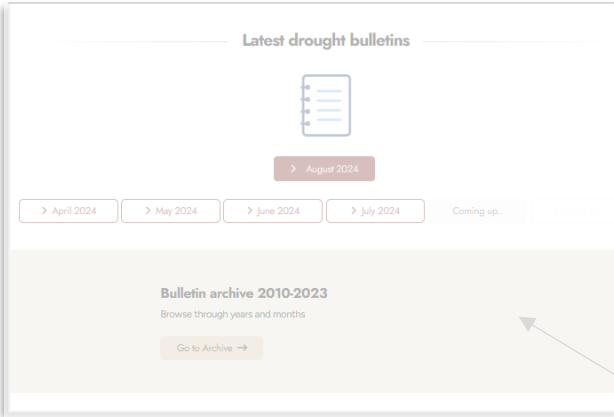 Latest drought bulletins
August 2024
April 2024
May 2024
June 2024
July 2024
Coming up..
Bulletin archive 2010-2023
Browse through years and months
Go to Archive →